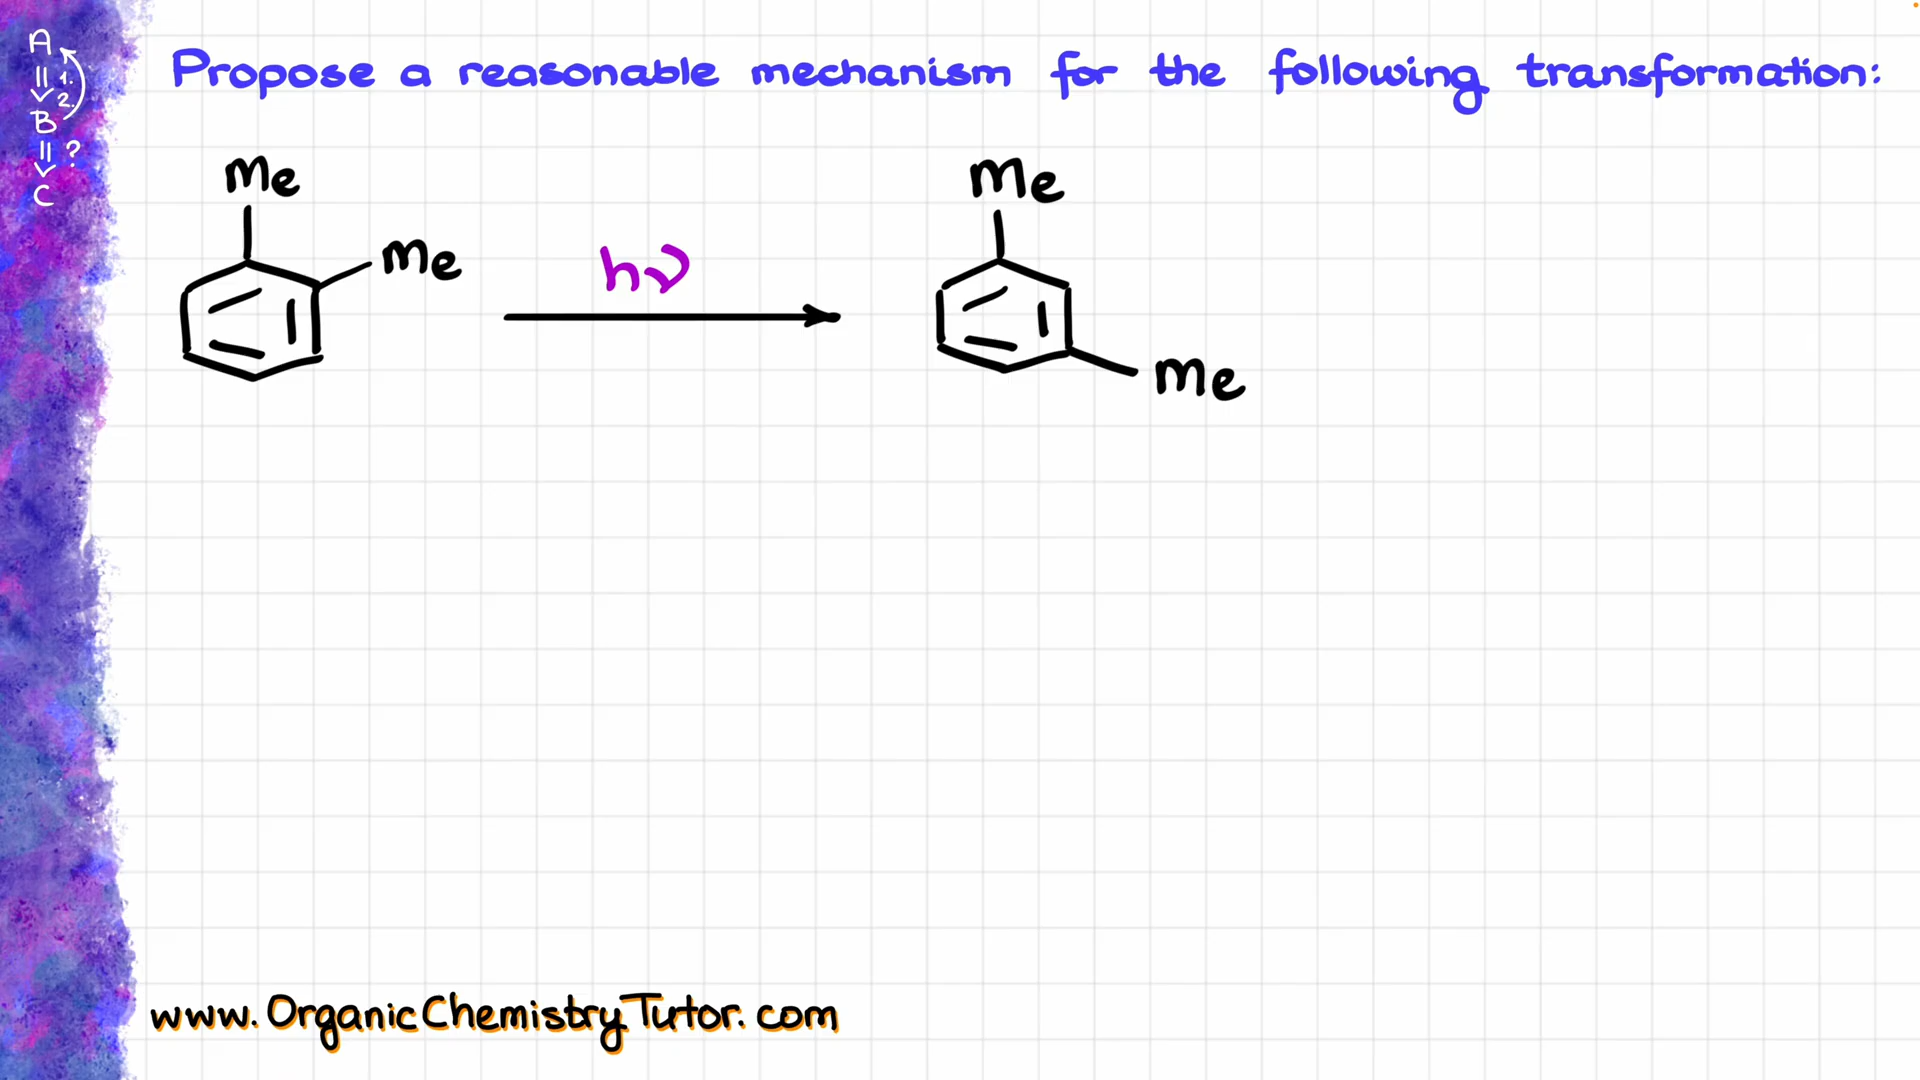 A
1.
2.
B
?
C
Propose a reasonable mechanism for the following transformation:
Me
Me
hν
Me
Me
www.OrganicChemistryTutor.com